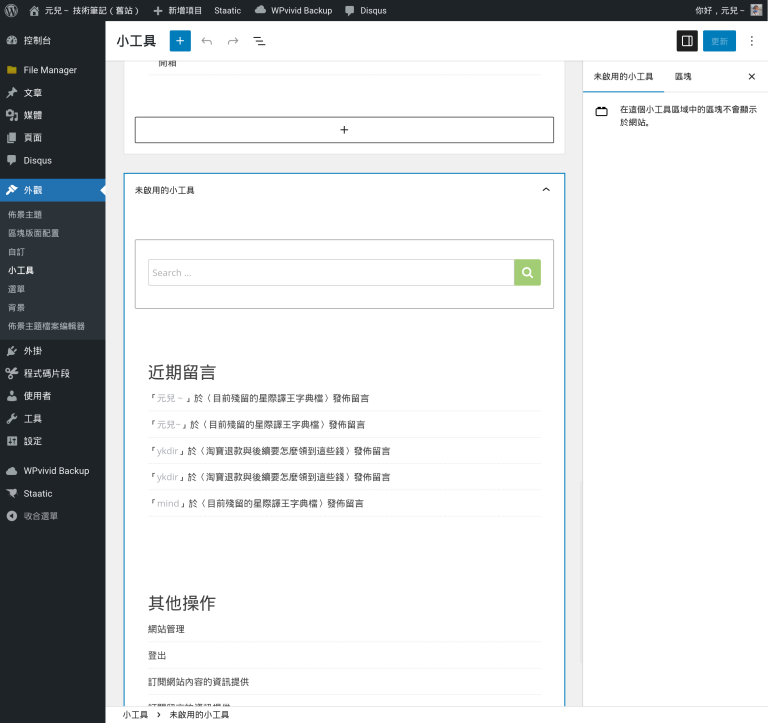 元兒~ 技術筆記（舊站）
新增項目
Staatic
WPvivid Backup
Disqus
你好，元兒~
控制台
File Manager
文章
媒體
頁面
Disqus
外觀
佈景主題
區塊版面配置
自訂
小工具
選單
背景
佈景主題檔案編輯器
外掛
程式碼片段
使用者
工具
設定
WPvivid Backup
Staatic
收合選單
小工具
更新
未啟用的小工具
Search ...
近期留言
「元兒~」於〈目前殘留的星際譯王字典檔〉發佈留言
「元兒~」於〈目前殘留的星際譯王字典檔〉發佈留言
「ykdir」於〈淘寶退款與後續要怎麼領到這些錢〉發佈留言
「ykdir」於〈淘寶退款與後續要怎麼領到這些錢〉發佈留言
「mind」於〈目前殘留的星際譯王字典檔〉發佈留言
其他操作
網站管理
登出
訂閱網站內容的資訊提供
小工具 › 未啟用的小工具
未啟用的小工具
區塊
在這個小工具區域中的區塊不會顯示
於網站。